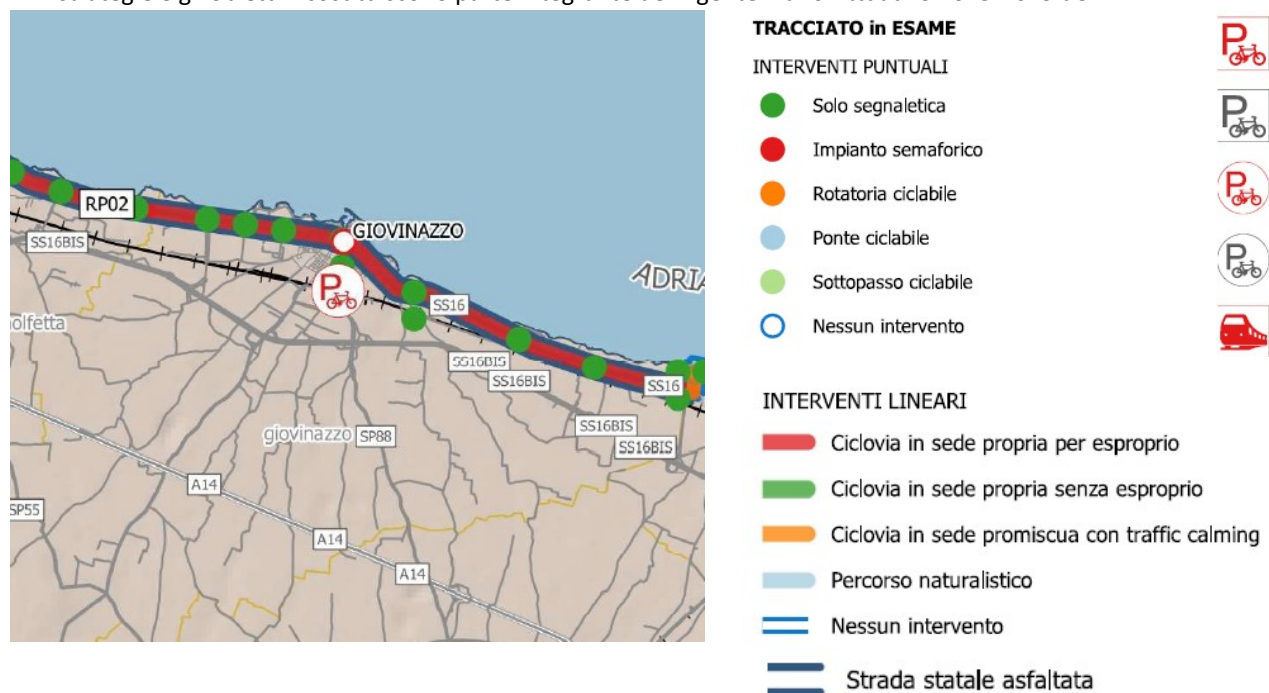 TRACCIATO in ESAME
INTERVENTI PUNTUALI
Solo segnaletica
Impianto semaforico
Rotatoria ciclabile
Ponte ciclabile
Sottopasso ciclabile
Nessun intervento
INTERVENTI LINEARI
Ciclovia in sede propria per esproprio
Ciclovia in sede propria senza esproprio
Ciclovia in sede promiscua con traffic calming
Percorso naturalistico
Nessun intervento
Strada statale asfaltata
P
P
P
P
RP02
GIOVINAZZO
SS16BIS
ADRIA
P
SS16
olfetta
SS16BIS
SS16BIS
SS16
SS16BIS
giovinazzo
SP88
SS16BIS
A14
SP55
A14
A14